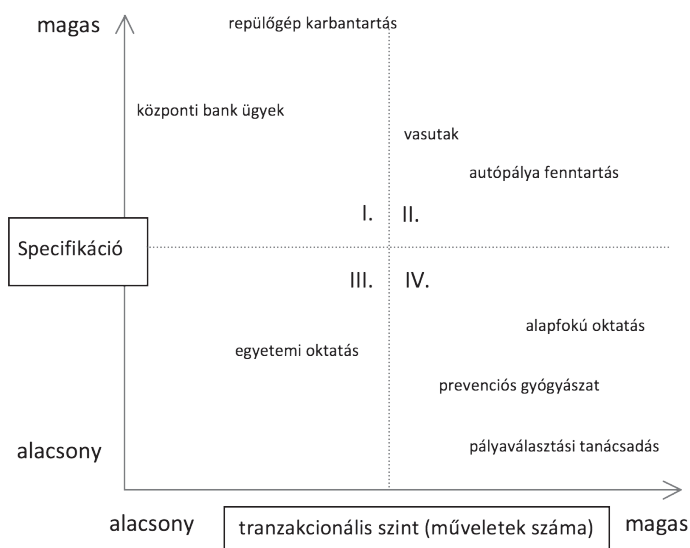 magas
repülőgép karbantartás
központi bank ügyek
vasutak
autópálya fenntartás
I.
II.
Specifikáció
III.
IV.
alapfokú oktatás
egyetemi oktatás
prevenciós gyógyászat
alacsony
pályaválasztási tanácsadás
alacsony
tranzakcionális szint (műveletek száma)
magas